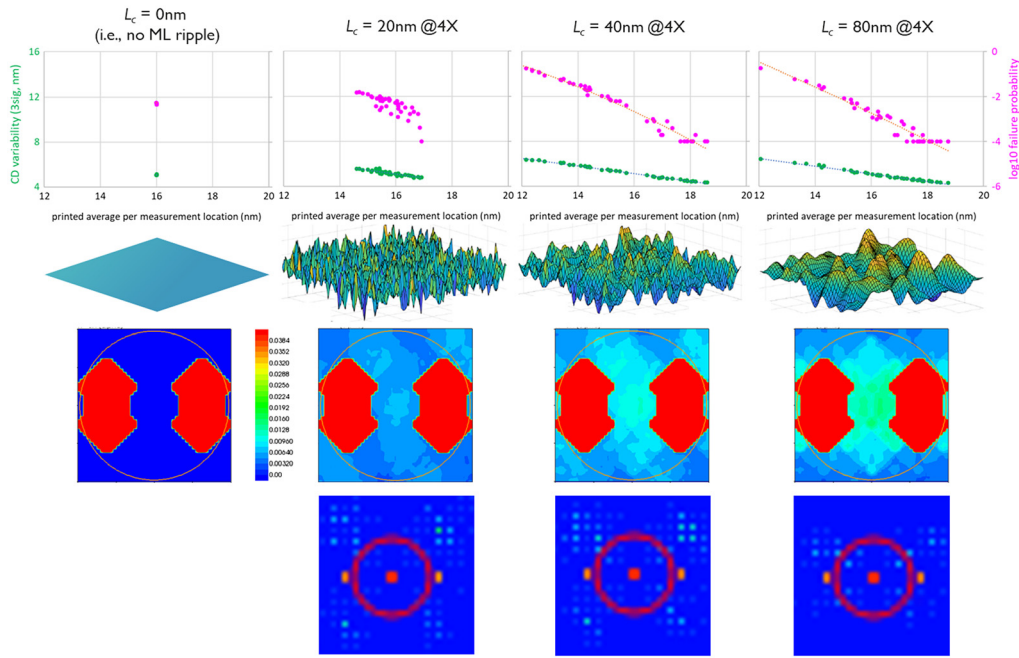 L_c = 0nm
(i.e., no ML ripple)
L_c = 20nm @4X
L_c = 40nm @4X
L_c = 80nm @4X
CD variability (3sig, nm)
16
12
8
4
12 14 16 18 20
12 14 16 18 20
12 14 16 18 20
12 14 16 18 20
0
-2
-4
-6
log10 failure probability
printed average per measurement location (nm)
printed average per measurement location (nm)
printed average per measurement location (nm)
printed average per measurement location (nm)
0.0384
0.0352
0.0320
0.0288
0.0256
0.0224
0.0192
0.0160
0.0128
0.00960
0.00640
0.00320
0.00